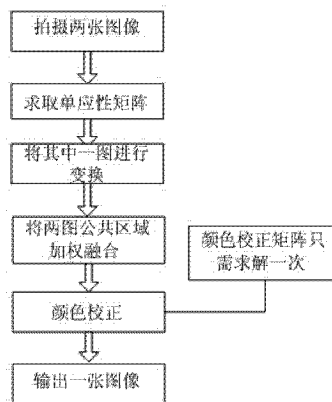 拍摄两张图像
求取单应性矩阵
将其中一图进行
变换
将两图公共区域
加权融合
颜色校正矩阵只
需求解一次
颜色校正
输出一张图像